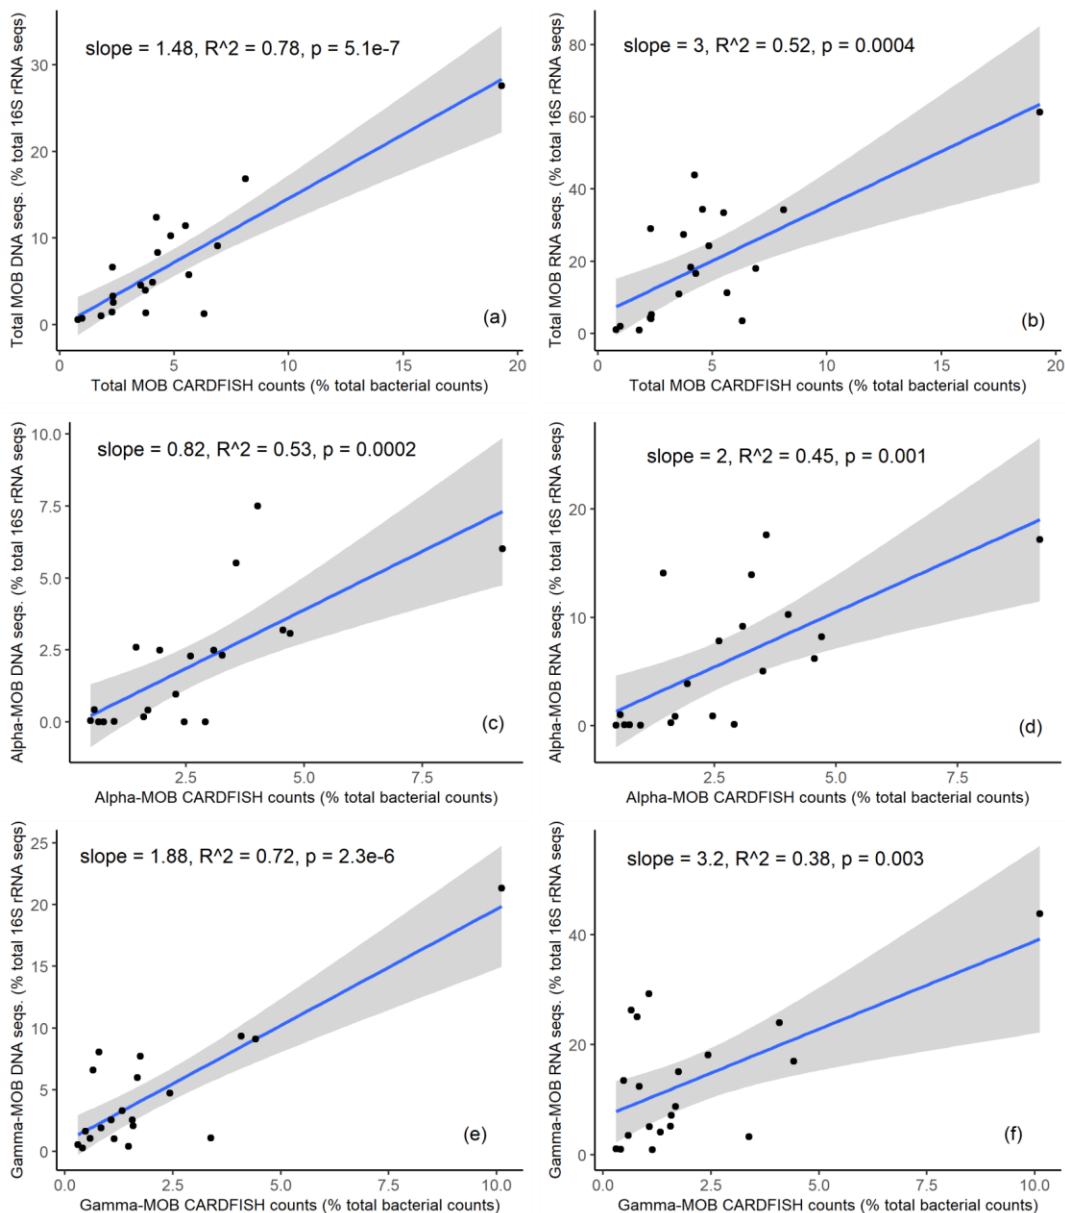 slope = 1.48, R^2 = 0.78, p = 5.1e-7
Total MOB DNA seqs. (% total 16S rRNA seqs)
30
20
10
0
(a)
0 5 10 15 20
Total MOB CARDFISH counts (% total bacterial counts)
slope = 3, R^2 = 0.52, p = 0.0004
Total MOB RNA seqs. (% total 16S rRNA seqs)
80
60
40
20
0
(b)
0 5 10 15 20
Total MOB CARDFISH counts (% total bacterial counts)
slope = 0.82, R^2 = 0.53, p = 0.0002
Alpha-MOB DNA seqs. (% total 16S rRNA seqs)
10.0
7.5
5.0
2.5
0.0
(c)
2.5 5.0 7.5
Alpha-MOB CARDFISH counts (% total bacterial counts)
slope = 2, R^2 = 0.45, p = 0.001
Alpha-MOB RNA seqs. (% total 16S rRNA seqs)
20
10
0
(d)
2.5 5.0 7.5
Alpha-MOB CARDFISH counts (% total bacterial counts)
slope = 1.88, R^2 = 0.72, p = 2.3e-6
Gamma-MOB DNA seqs. (% total 16S rRNA seqs)
25
20
15
10
5
0
(e)
0.0 2.5 5.0 7.5 10.0
Gamma-MOB CARDFISH counts (% total bacterial counts)
slope = 3.2, R^2 = 0.38, p = 0.003
Gamma-MOB RNA seqs. (% total 16S rRNA seqs)
40
20
0
(f)
0.0 2.5 5.0 7.5 10.0
Gamma-MOB CARDFISH counts (% total bacterial counts)